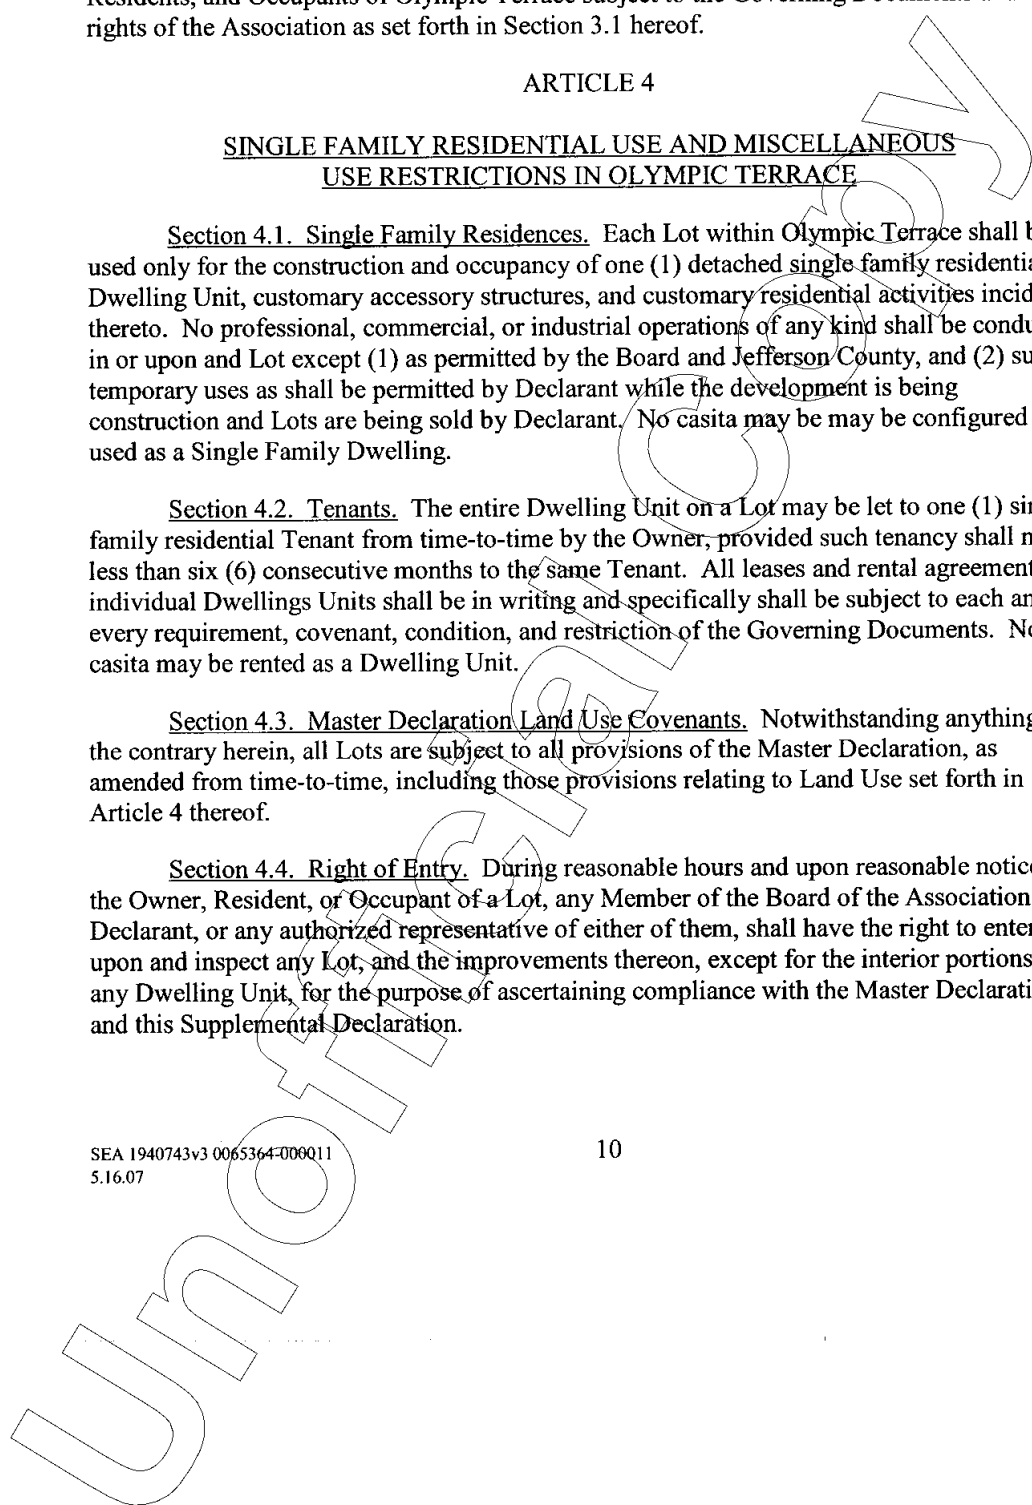 Residents, and Occupants of Olympic Terrace subject to the Governing Documents
rights of the Association as set forth in Section 3.1 hereof.
ARTICLE 4
SINGLE FAMILY RESIDENTIAL USE AND MISCELLANEOUS
USE RESTRICTIONS IN OLYMPIC TERRACE
Section 4.1. Single Family Residences. Each Lot within Olympic Terrace shall b
used only for the construction and occupancy of one (1) detached single family residentia
Dwelling Unit, customary accessory structures, and customary residential activities incid
thereto. No professional, commercial, or industrial operations of any kind shall be condu
in or upon and Lot except (1) as permitted by the Board and Jefferson County, and (2) su
temporary uses as shall be permitted by Declarant while the development is being
construction and Lots are being sold by Declarant. No casita may be may be configured
used as a Single Family Dwelling.
Section 4.2. Tenants. The entire Dwelling Unit on a Lot may be let to one (1) sin
family residential Tenant from time-to-time by the Owner, provided such tenancy shall n
less than six (6) consecutive months to the same Tenant. All leases and rental agreement
individual Dwellings Units shall be in writing and specifically shall be subject to each an
every requirement, covenant, condition, and restriction of the Governing Documents. No
casita may be rented as a Dwelling Unit.
Section 4.3. Master Declaration Land Use Covenants. Notwithstanding anything
the contrary herein, all Lots are subject to all provisions of the Master Declaration, as
amended from time-to-time, including those provisions relating to Land Use set forth in
Article 4 thereof.
Section 4.4. Right of Entry. During reasonable hours and upon reasonable notice
the Owner, Resident, or Occupant of a Lot, any Member of the Board of the Association
Declarant, or any authorized representative of either of them, shall have the right to enter
upon and inspect any Lot, and the improvements thereon, except for the interior portions
any Dwelling Unit, for the purpose of ascertaining compliance with the Master Declarati
and this Supplemental Declaration.
SEA 1940743v3 0065364-000011
10
5.16.07
Unofficial Copy